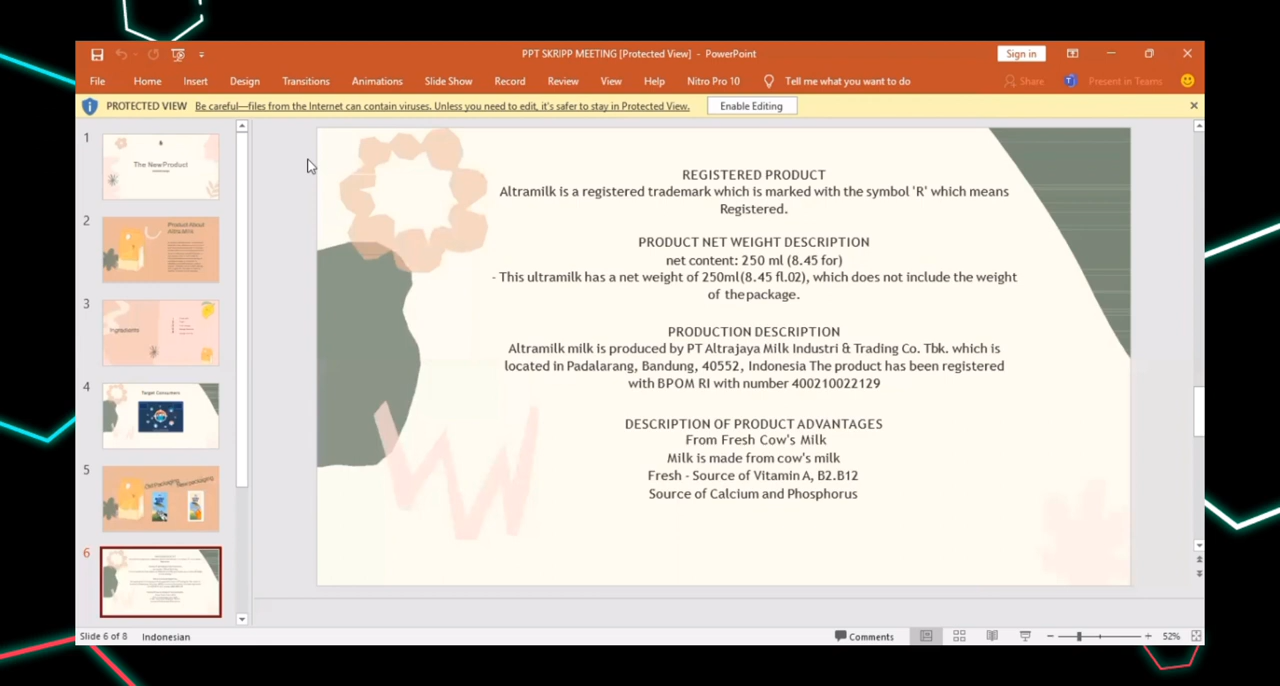 PPT SKRIPP MEETING [Protected View] - PowerPoint
Sign in
File Home Insert Design Transitions Animations Slide Show Record Review View Help Nitro Pro 10 Tell me what you want to do Share Present in Teams
PROTECTED VIEW Be careful—files from the Internet can contain viruses. Unless you need to edit, it's safer to stay in Protected View. Enable Editing
1
The New Product
2
Product About
3
Ingredients
4
Target Consumers
5
Old Packaging New packaging
6
REGISTERED PRODUCT
Altramilk is a registered trademark which is marked with the symbol 'R' which means
Registered.
PRODUCT NET WEIGHT DESCRIPTION
net content: 250 ml (8.45 for)
- This ultramilk has a net weight of 250ml(8.45 fl.02), which does not include the weight
of the package.
PRODUCTION DESCRIPTION
Altramilk milk is produced by PT Altrajaya Milk Industri & Trading Co. Tbk. which is
located in Padalarang, Bandung, 40552, Indonesia The product has been registered
with BPOM RI with number 400210022129
DESCRIPTION OF PRODUCT ADVANTAGES
From Fresh Cow's Milk
Milk is made from cow's milk
Fresh - Source of Vitamin A, B2.B12
Source of Calcium and Phosphorus
Slide 6 of 8 Indonesian Comments 52%